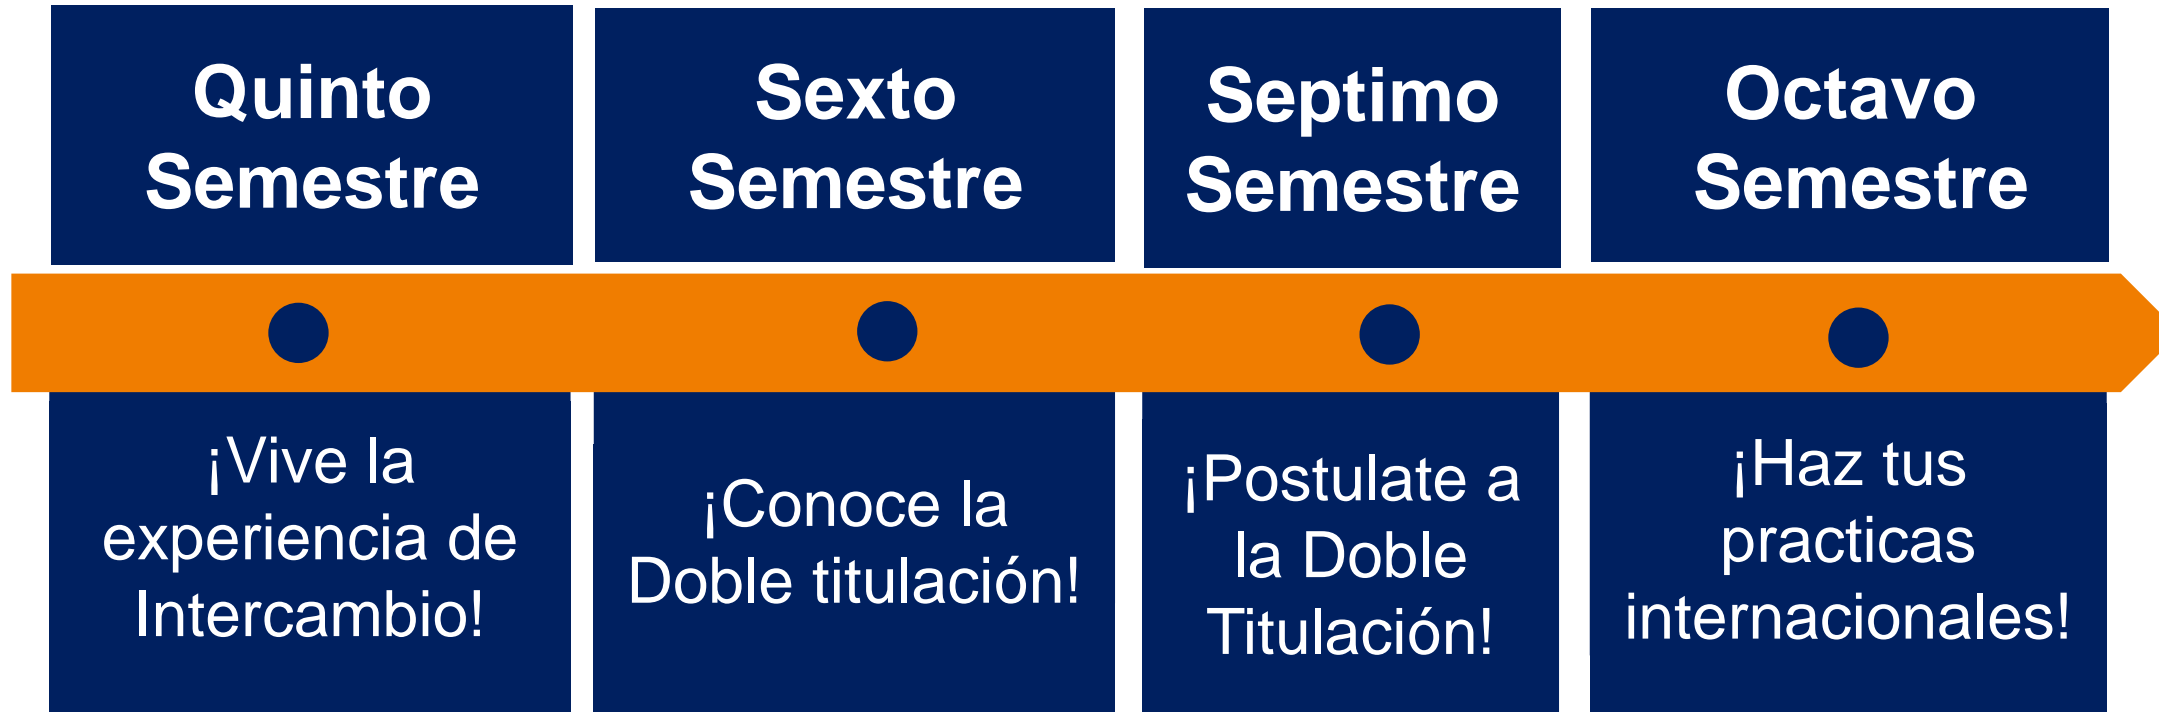 Quinto
Semestre
Sexto
Semestre
Septimo
Semestre
Octavo
Semestre
¡Vive la
experiencia de
Intercambio!
¡Conoce la
Doble titulación!
¡Postulate a
la Doble
Titulación!
¡Haz tus
practicas
internacionales!